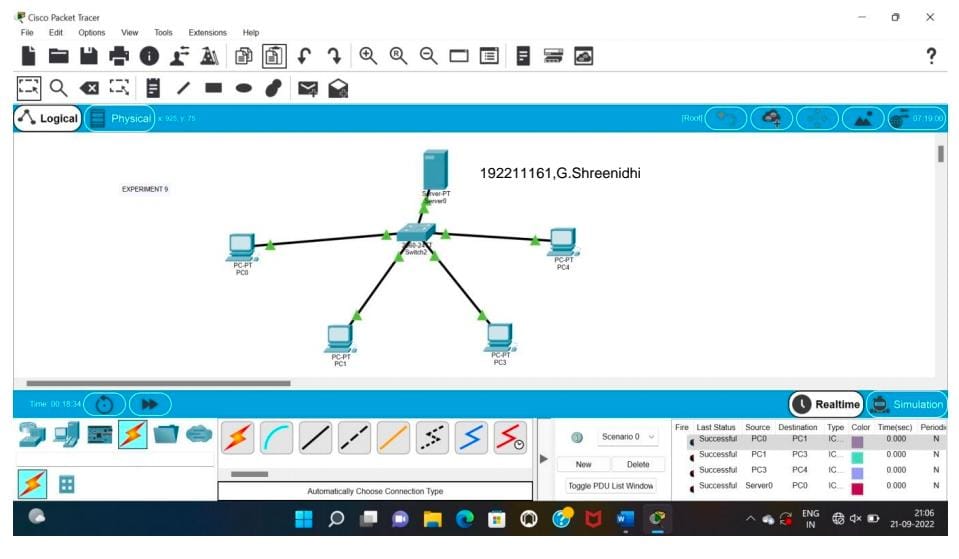 Cisco Packet Tracer
File Edit Options View Tools Extensions Help
?
Logical Physical x: 925, y: 75 [Root] 07:19:00
192211161,G.Shreenidhi
EXPERIMENT 9
Server-PT
Server0
2960-24TT
Switch2
PC-PT
PC0
PC-PT
PC4
PC-PT
PC1
PC-PT
PC3
Time: 00:18:34
Realtime Simulation
Scenario 0
New Delete
Toggle PDU List Window
Automatically Choose Connection Type
Fire Last Status Source Destination Type Color Time(sec) Periodi
Successful PC0 PC1 IC... 0.000 N
Successful PC1 PC3 IC... 0.000 N
Successful PC3 PC4 IC... 0.000 N
Successful Server0 PC0 IC... 0.000 N
ENG
IN
21:06
21-09-2022